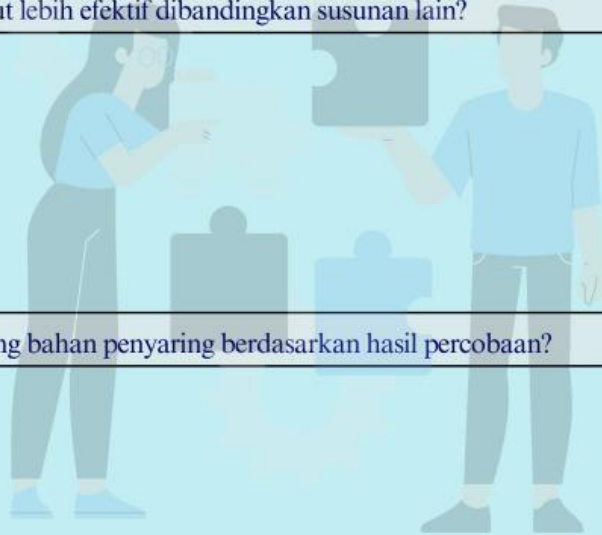 ut lebih efektif dibandingkan susunan lain?
ng bahan penyaring berdasarkan hasil percobaan?